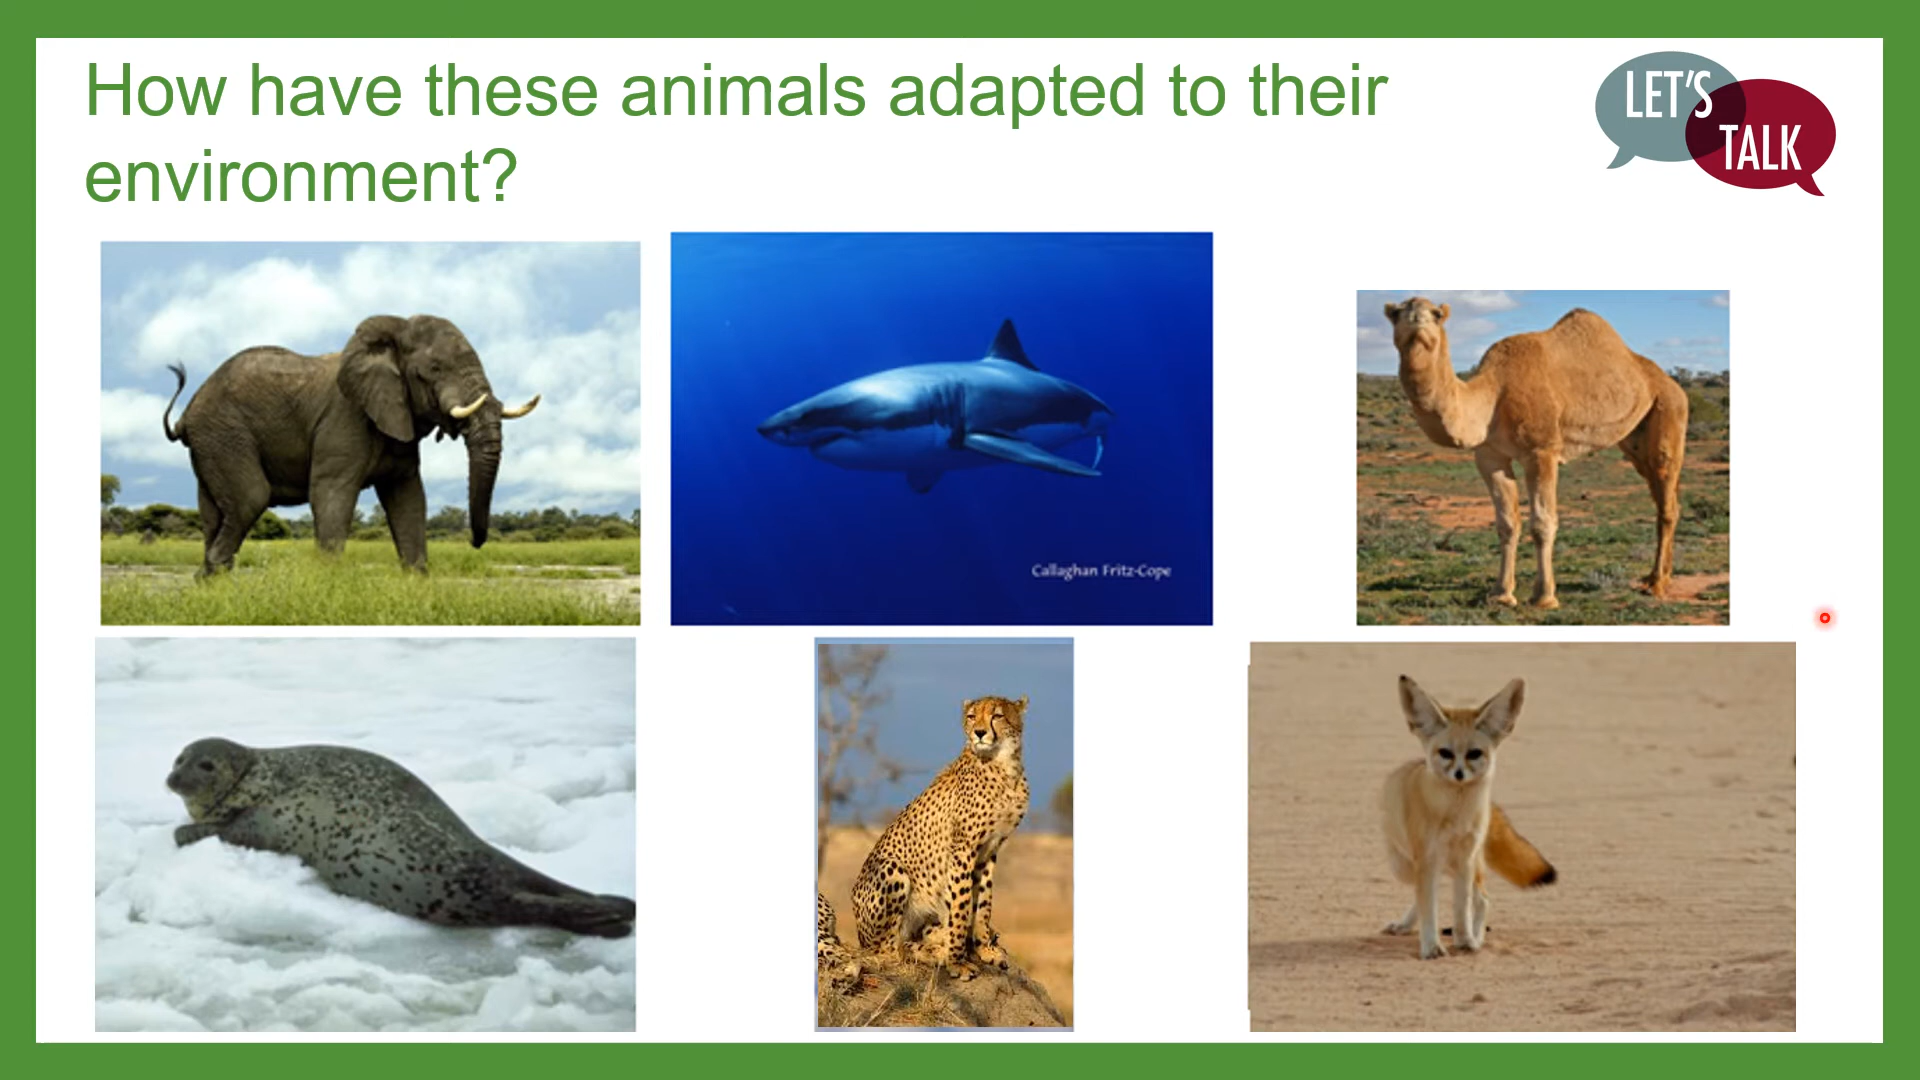 How have these animals adapted to their
environment?
LET'S
TALK
Callaghan Fritz-Cope